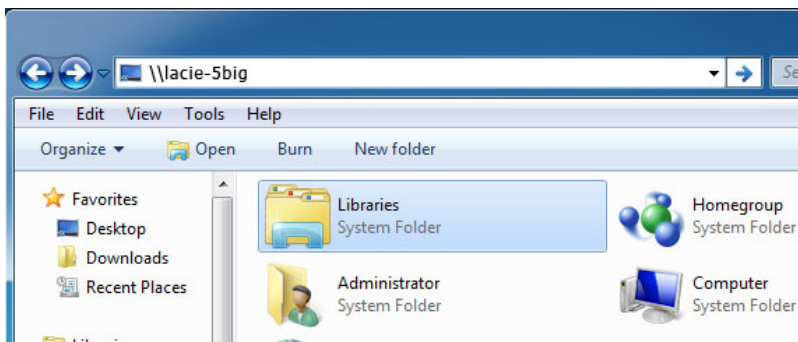 \\lacie-5big
Se
File Edit View Tools Help
Organize Open Burn New folder
Favorites
Desktop
Downloads
Recent Places
Libraries
System Folder
Homegroup
System Folder
Administrator
System Folder
Computer
System Folder